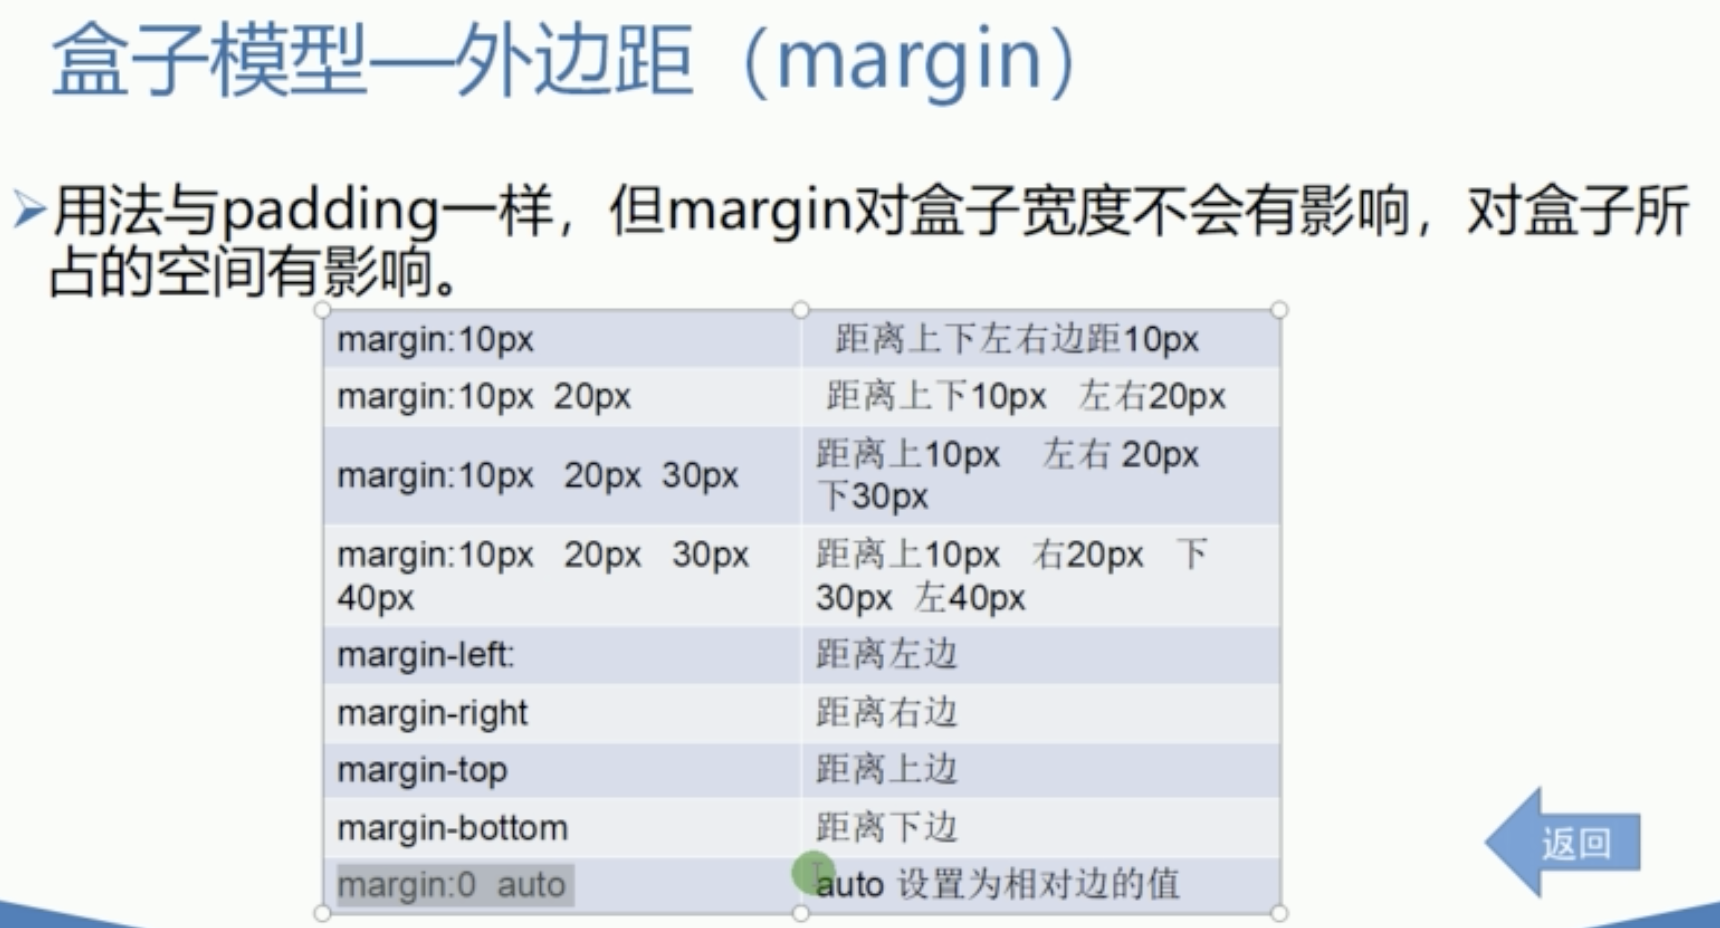 盒子模型—外边距（margin）
用法与padding一样，但margin对盒子宽度不会有影响，对盒子所
占的空间有影响。
margin:10px 距离上下左右边距10px
margin:10px 20px 距离上下10px 左右20px
margin:10px 20px 30px
距离上10px 左右 20px
下30px
margin:10px 20px 30px
40px
距离上10px 右20px 下
30px 左40px
margin-left: 距离左边
margin-right 距离右边
margin-top 距离上边
margin-bottom 距离下边
margin:0 auto auto 设置为相对边的值
返回